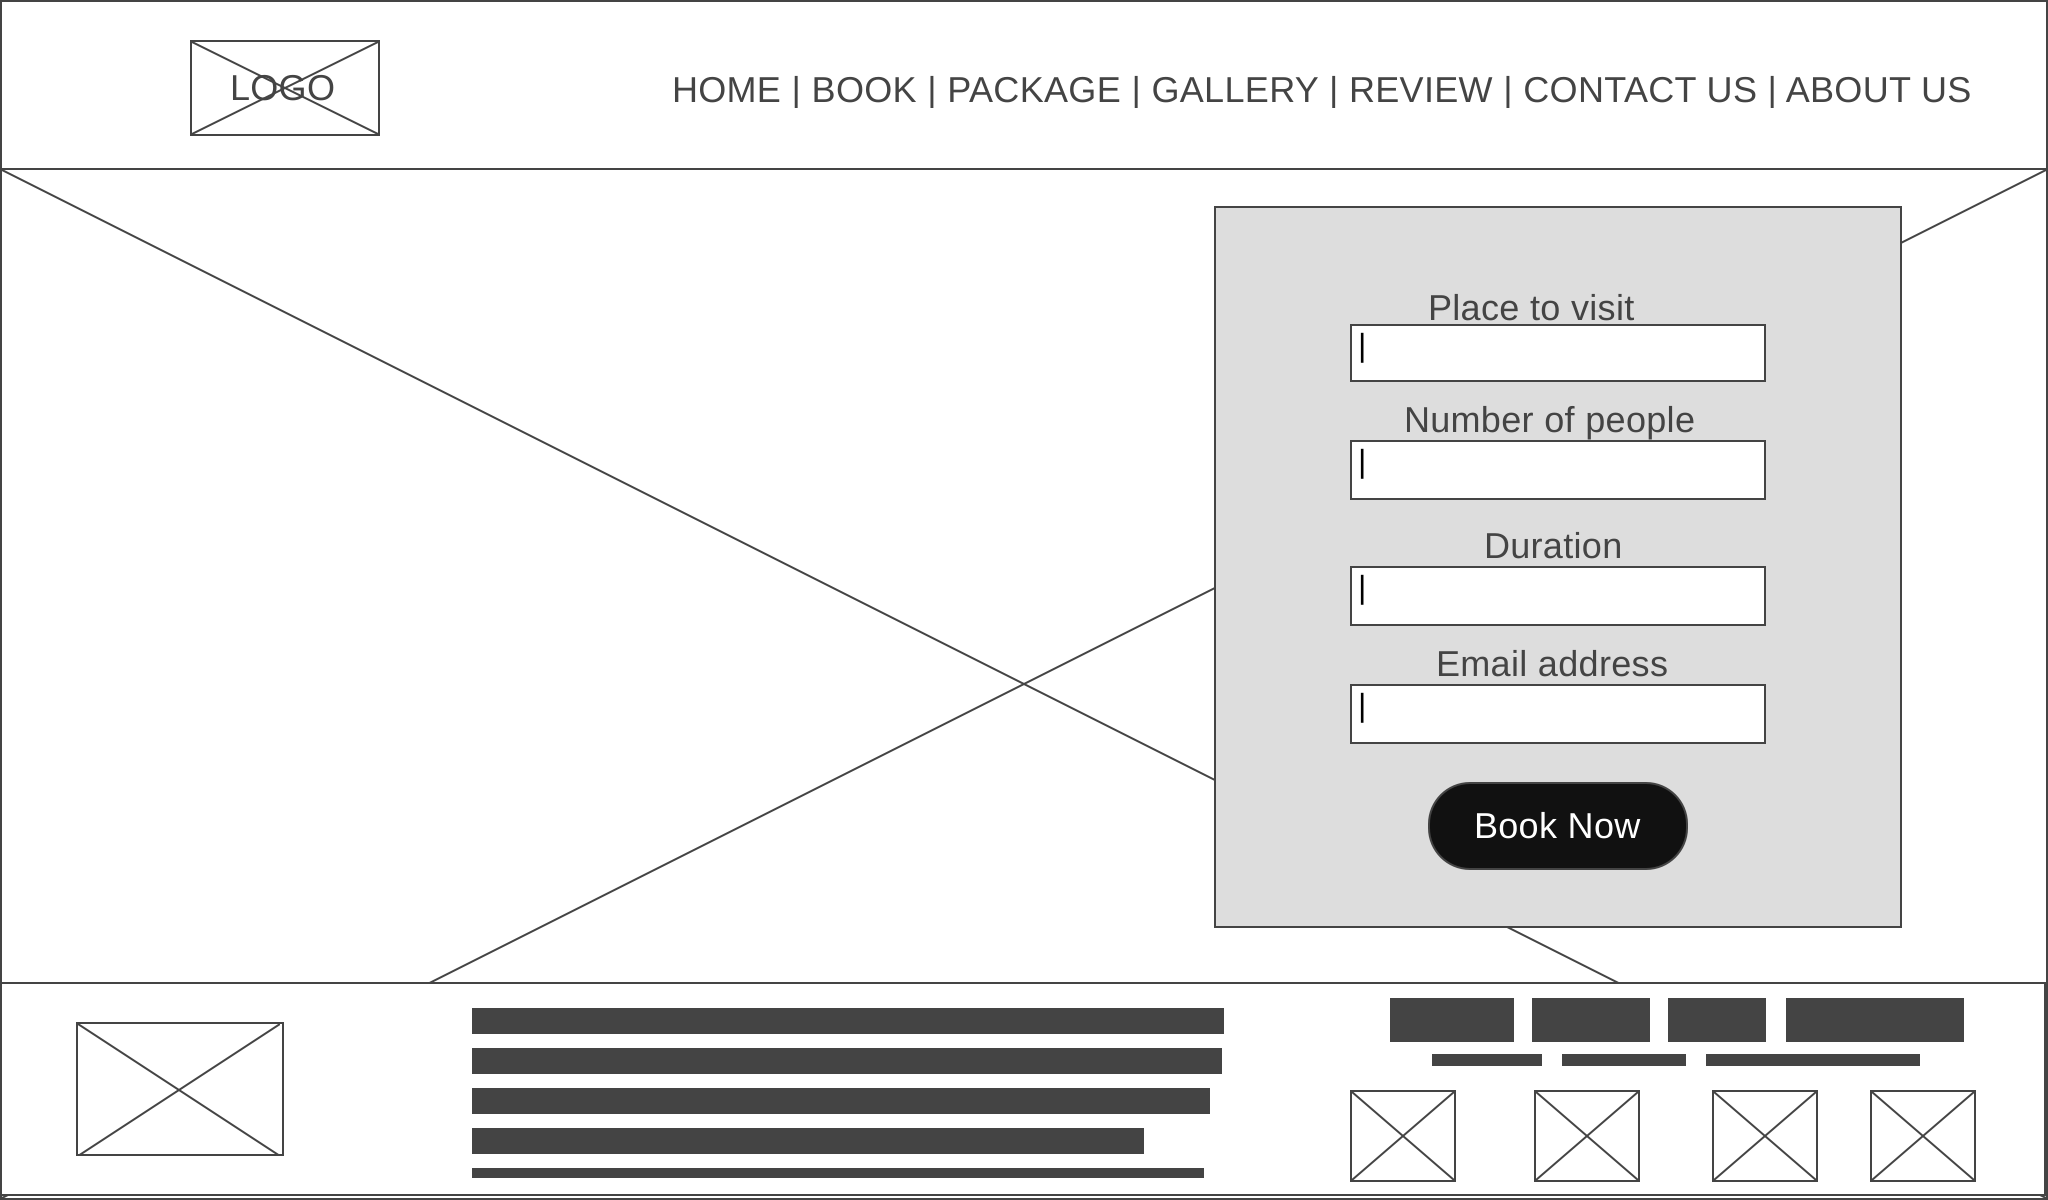 LOGO
HOME | BOOK | PACKAGE | GALLERY | REVIEW | CONTACT US | ABOUT US
Place to visit
Number of people
Duration
Email address
Book Now